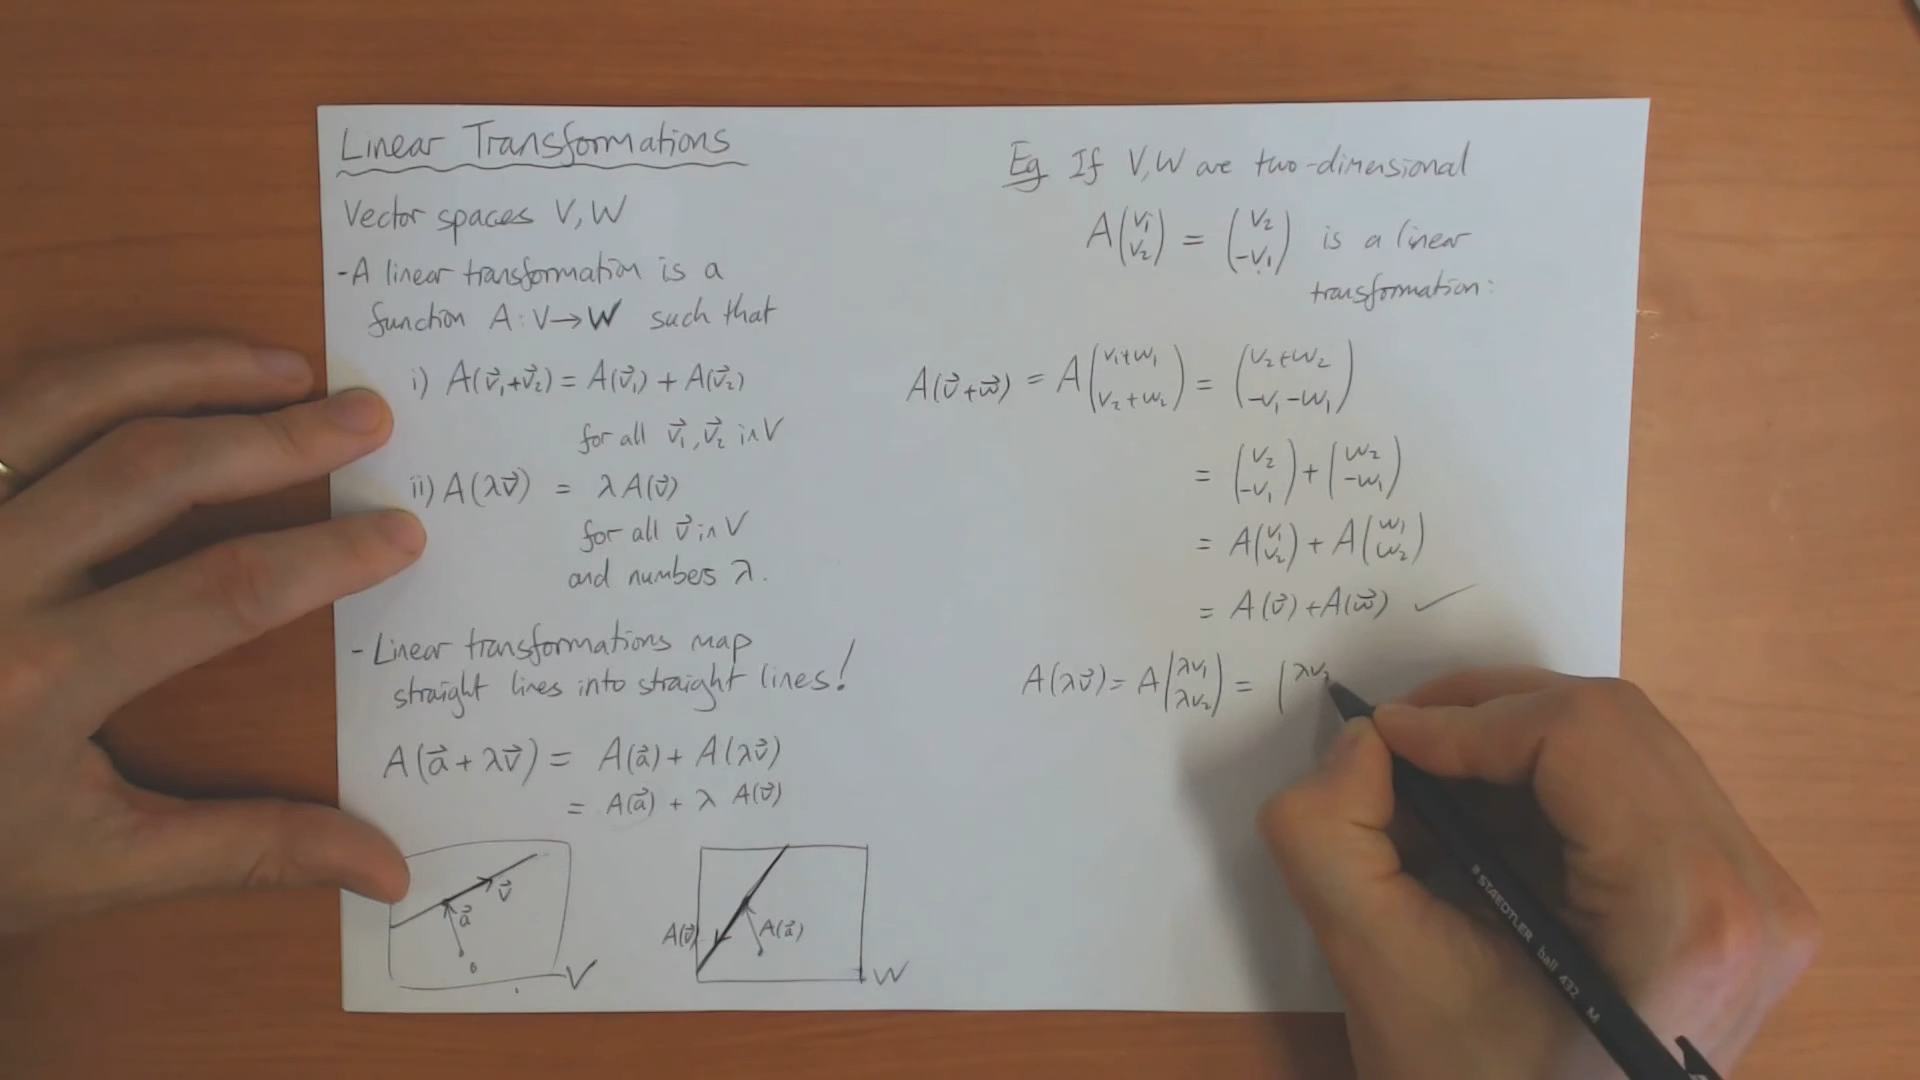 Linear Transformations
Vector spaces V, W
- A linear transformation is a
function A : V → W such that
i) A(v⃗₁+v⃗₂) = A(v⃗₁) + A(v⃗₂)
for all v⃗₁, v⃗₂ in V
ii) A(λv⃗) = λ A(v⃗)
for all v⃗ in V
and numbers λ.
- Linear transformations map
straight lines into straight lines!
A(a⃗ + λv⃗) = A(a⃗) + A(λv⃗)
= A(a⃗) + λ A(v⃗)
v⃗
a⃗
0
V
A(v⃗)
A(a⃗)
W
Eg If V, W are two-dimensional
A(v₁ v₂) = (v₂ -v₁) is a linear
transformation:
A(v⃗+w⃗) = A(v₁+w₁ v₂+w₂) = (v₂+w₂ -v₁-w₁)
= (v₂ -v₁) + (w₂ -w₁)
= A(v₁ v₂) + A(w₁ w₂)
= A(v⃗) + A(w⃗) ✓
A(λv⃗) = A(λv₁ λv₂) = (λv₂
STAEDTLER ball 432 M